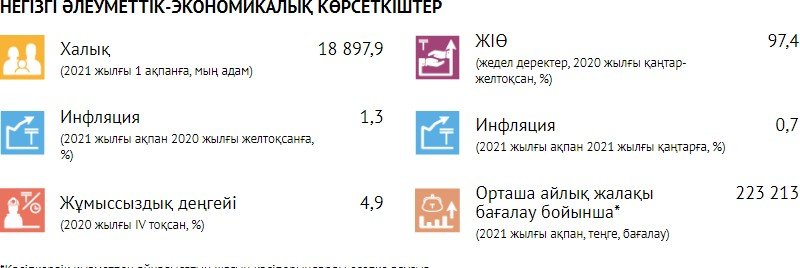 НЕГІЗГІ ӘЛЕУМЕТТІК-ЭКОНОМИКАЛЫҚ КӨРСЕТКІШТЕР
Халық 18 897,9
(2021 жылғы 1 ақпанға, мың адам)
ЖІӨ 97,4
(жедел деректер, 2020 жылғы қаңтар-
желтоқсан, %)
Инфляция 1,3
(2021 жылғы ақпан 2020 жылғы желтоқсанға,
%)
Инфляция 0,7
(2021 жылғы ақпан 2021 жылғы қаңтарға, %)
Жұмыссыздық деңгейі 4,9
(2020 жылғы IV тоқсан, %)
Орташа айлық жалақы 223 213
бағалау бойынша*
(2021 жылғы ақпан, теңге, бағалау)